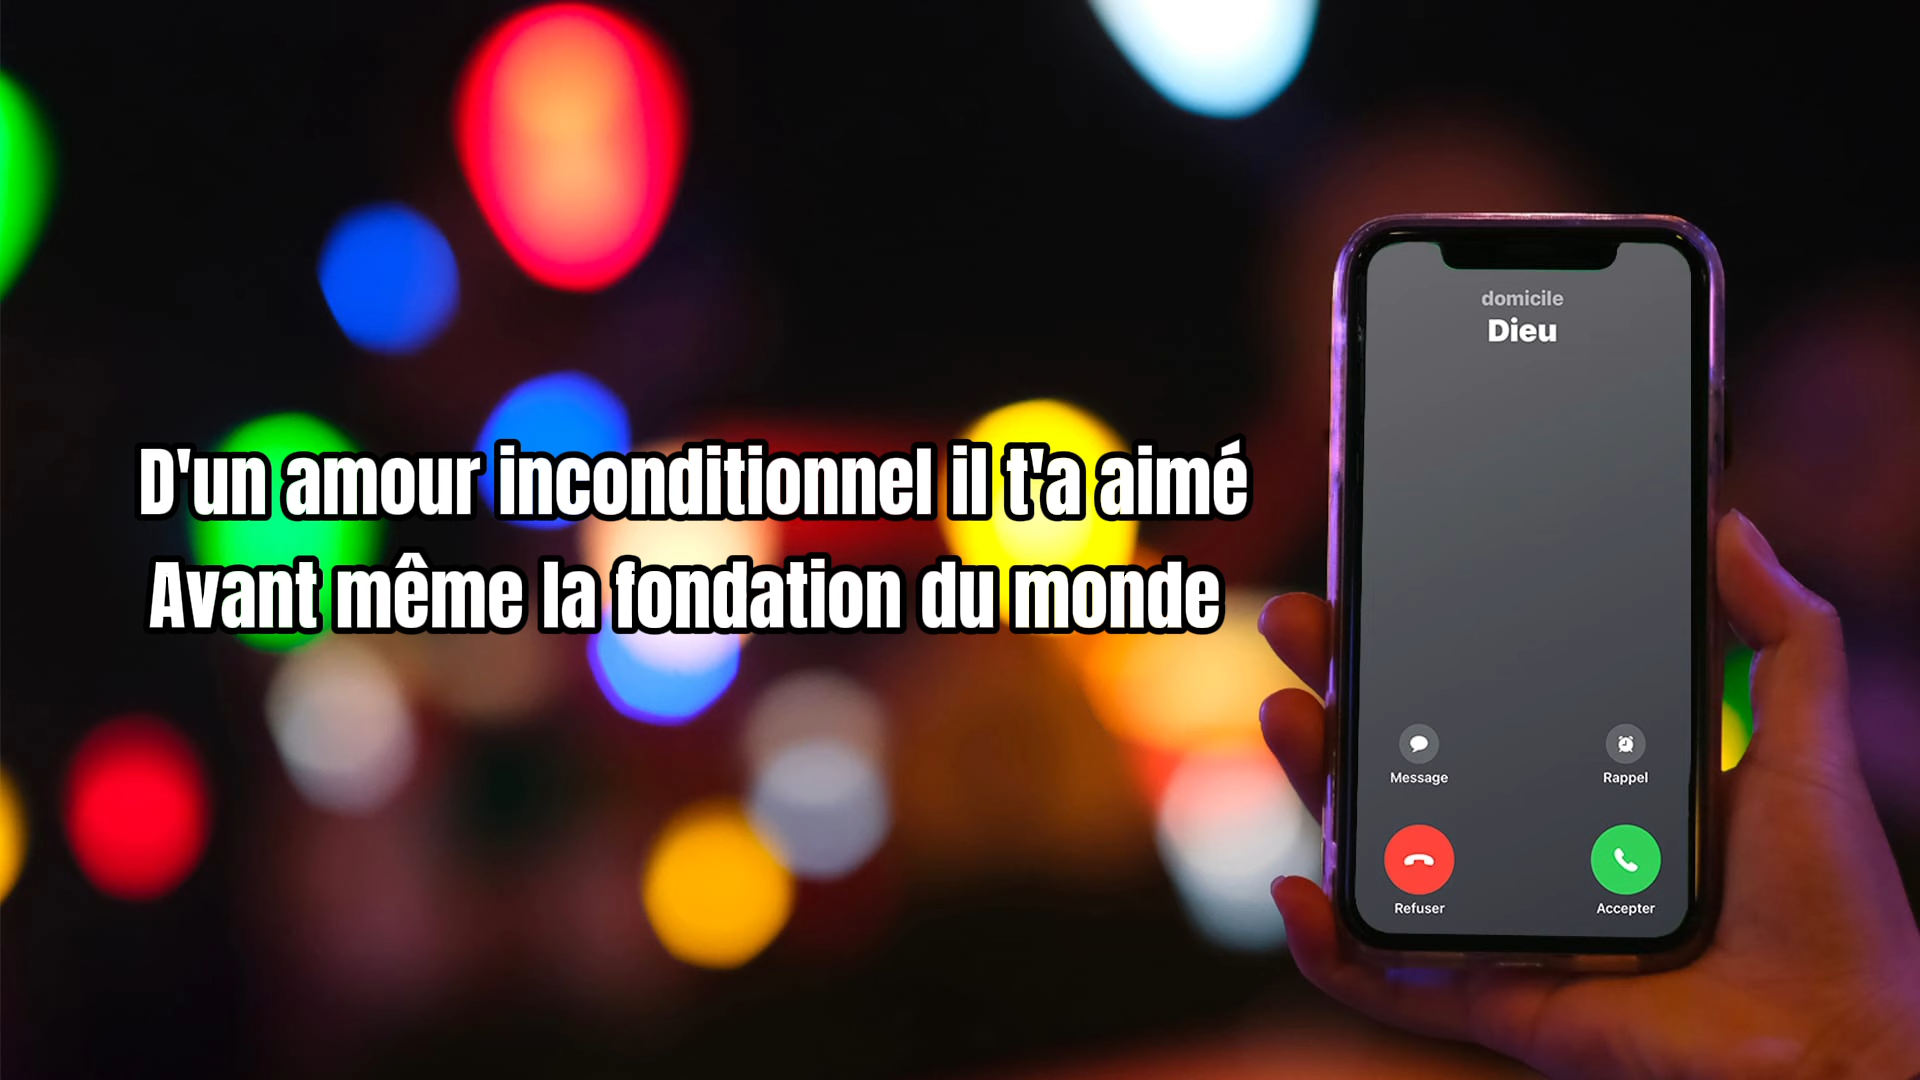 D'un amour inconditionnel il t'a aimé
Avant même la fondation du monde
domicile
Dieu
Message
Rappel
Refuser
Accepter